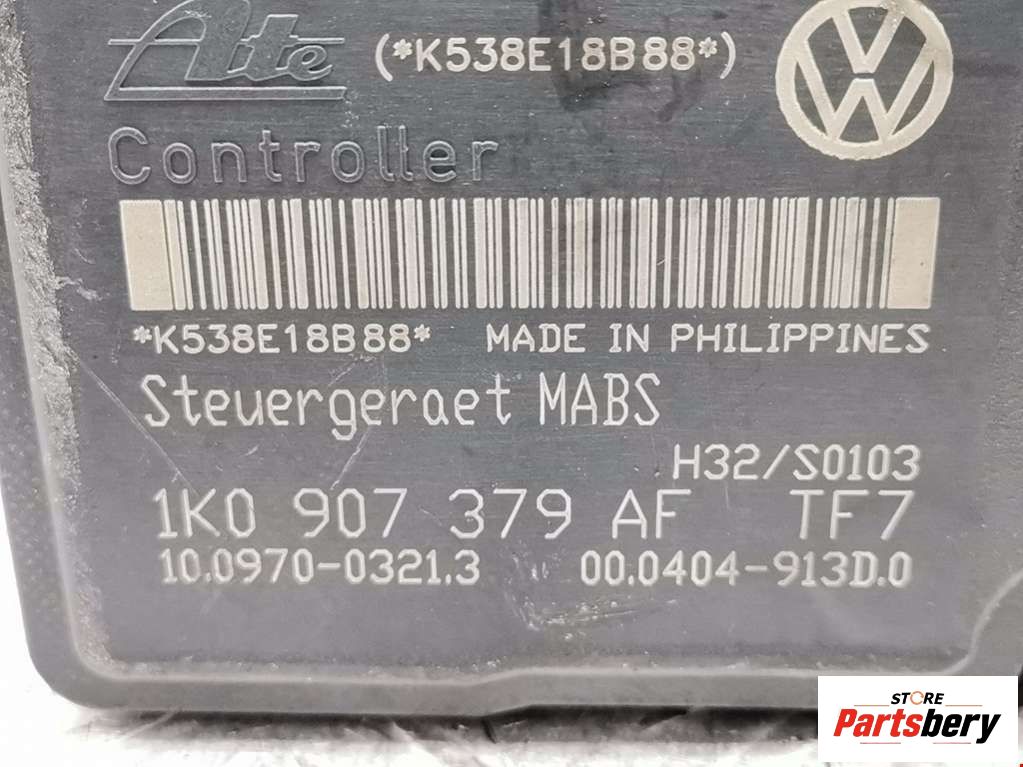 Ate (*K538E18B88*)
Controller
*K538E18B88* MADE IN PHILIPPINES
Steuergeraet MABS
H32/S0103
1K0 907 379 AF TF7
10.0970-0321.3 00.0404-913D.0
STORE
Partsbery